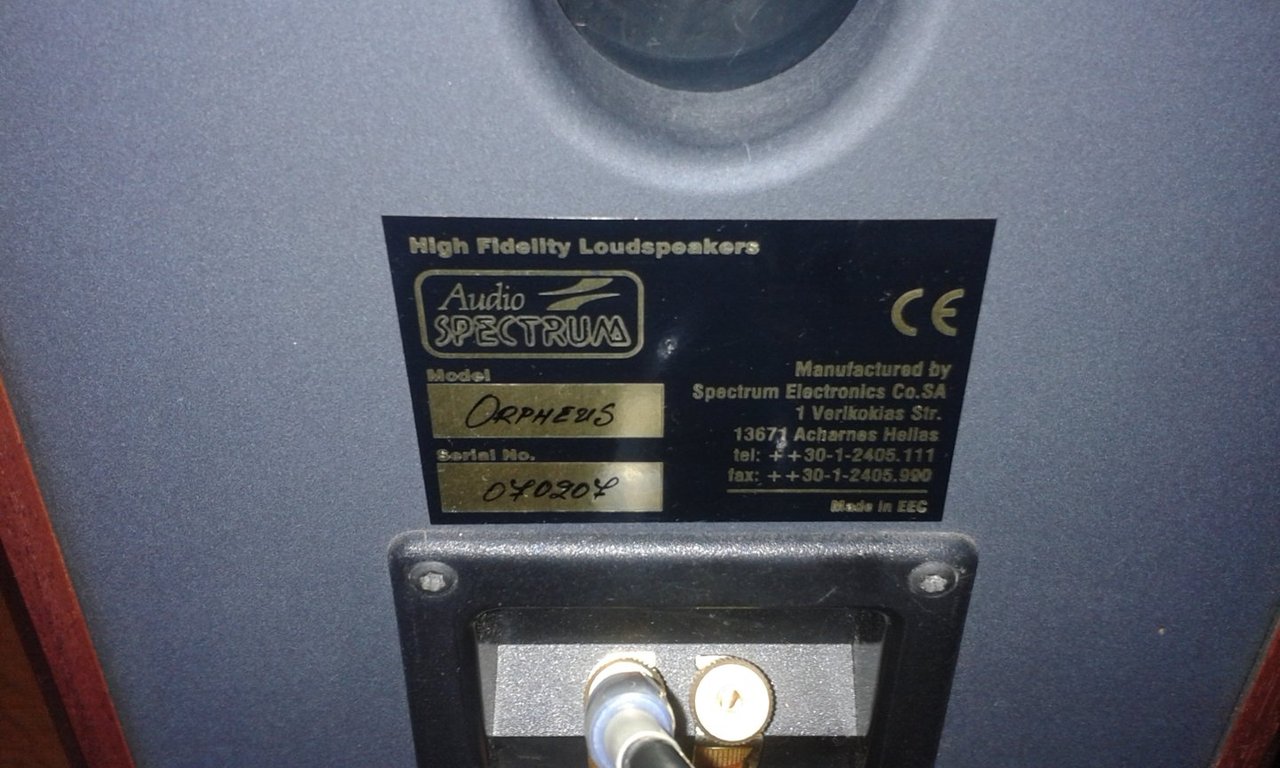 High Fidelity Loudspeakers
Audio
SPECTRUM
CE
Model
ORPHEUS
Serial No.
070207
Manufactured by
Spectrum Electronics Co.SA
1 Verikokias Str.
13671 Acharnes Hellas
tel: ++30-1-2405.111
fax: ++30-1-2405.990
Made in EEC